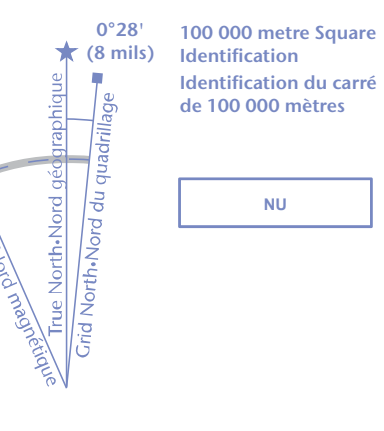 0°28'
(8 mils)
100 000 metre Square
Identification
Identification du carré
de 100 000 mètres
NU
True North•Nord géographique
Grid North•Nord du quadrillage
magnétique